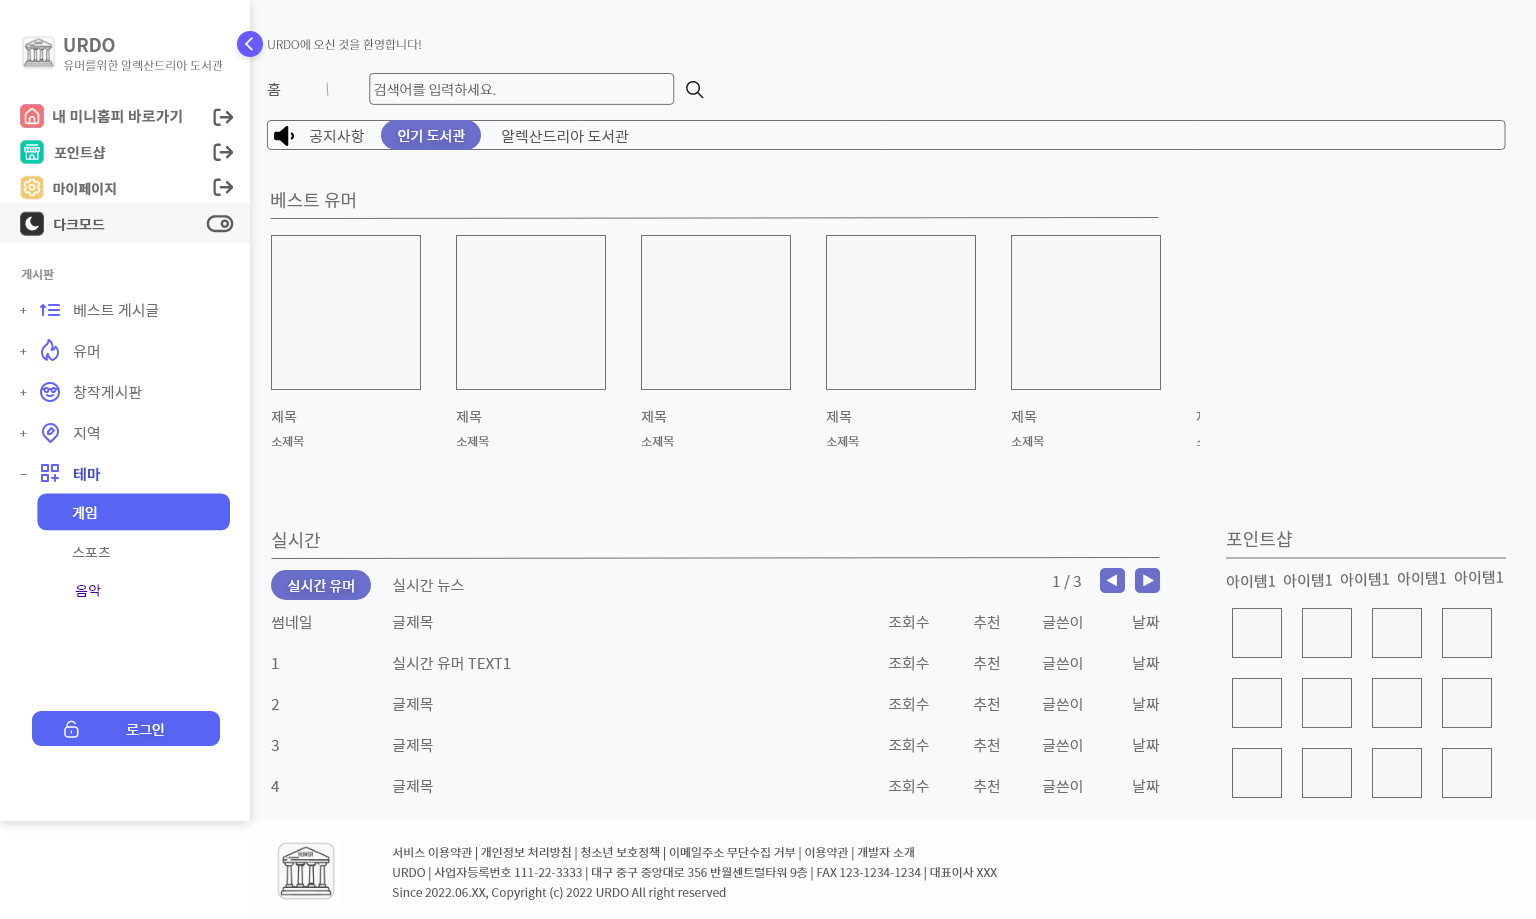 URDO
유머를위한 알렉산드리아 도서관
내 미니홈피 바로가기
포인트샵
마이페이지
다크모드
게시판
+ 베스트 게시글
+ 유머
+ 창작게시판
+ 지역
− 테마
게임
스포츠
음악
로그인
URDO에 오신 것을 환영합니다!
홈 | 검색어를 입력하세요.
공지사항 인기 도서관 알렉산드리아 도서관
베스트 유머
제목 제목 제목 제목 제목
소제목 소제목 소제목 소제목 소제목
실시간
실시간 유머 실시간 뉴스 1 / 3
썸네일 글제목 조회수 추천 글쓴이 날짜
1 실시간 유머 TEXT1 조회수 추천 글쓴이 날짜
2 글제목 조회수 추천 글쓴이 날짜
3 글제목 조회수 추천 글쓴이 날짜
4 글제목 조회수 추천 글쓴이 날짜
포인트샵
아이템1 아이템1 아이템1 아이템1 아이템1
HUMOR
서비스 이용약관 | 개인정보 처리방침 | 청소년 보호정책 | 이메일주소 무단수집 거부 | 이용약관 | 개발자 소개
URDO | 사업자등록번호 111-22-3333 | 대구 중구 중앙대로 356 반월센트럴타워 9층 | FAX 123-1234-1234 | 대표이사 XXX
Since 2022.06.XX, Copyright (c) 2022 URDO All right reserved